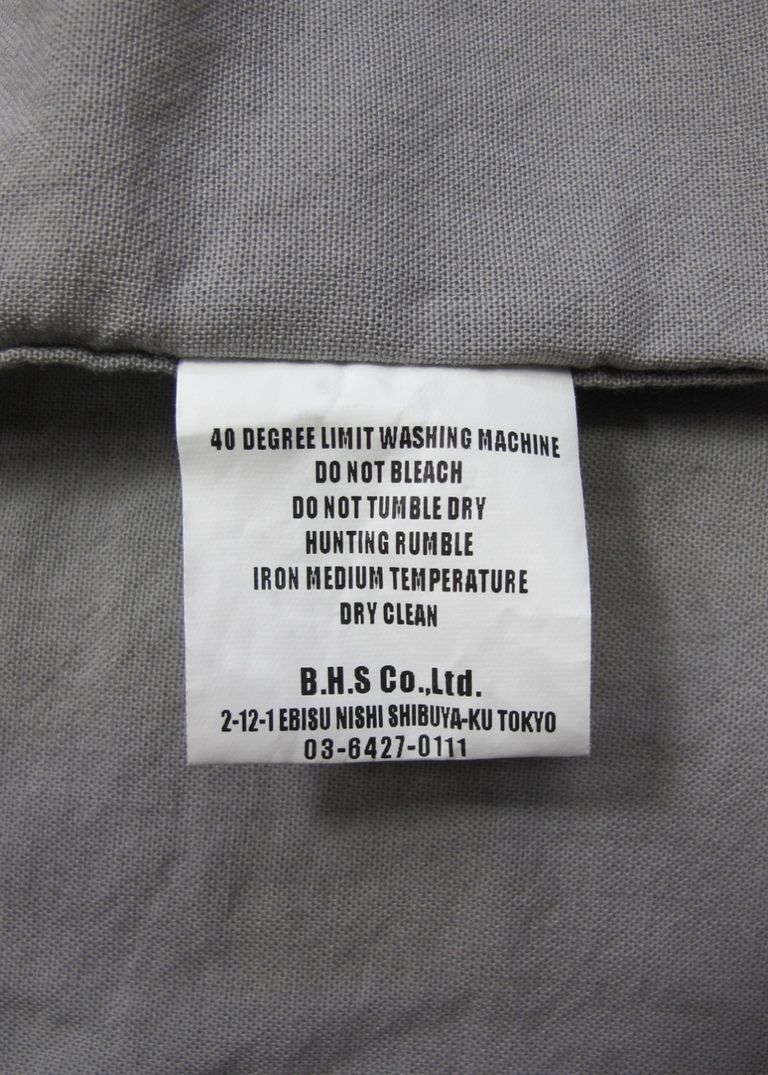 40 DEGREE LIMIT WASHING MACHINE
DO NOT BLEACH
DO NOT TUMBLE DRY
HUNTING RUMBLE
IRON MEDIUM TEMPERATURE
DRY CLEAN
B.H.S Co.,Ltd.
2-12-1 EBISU NISHI SHIBUYA-KU TOKYO
03-6427-0111